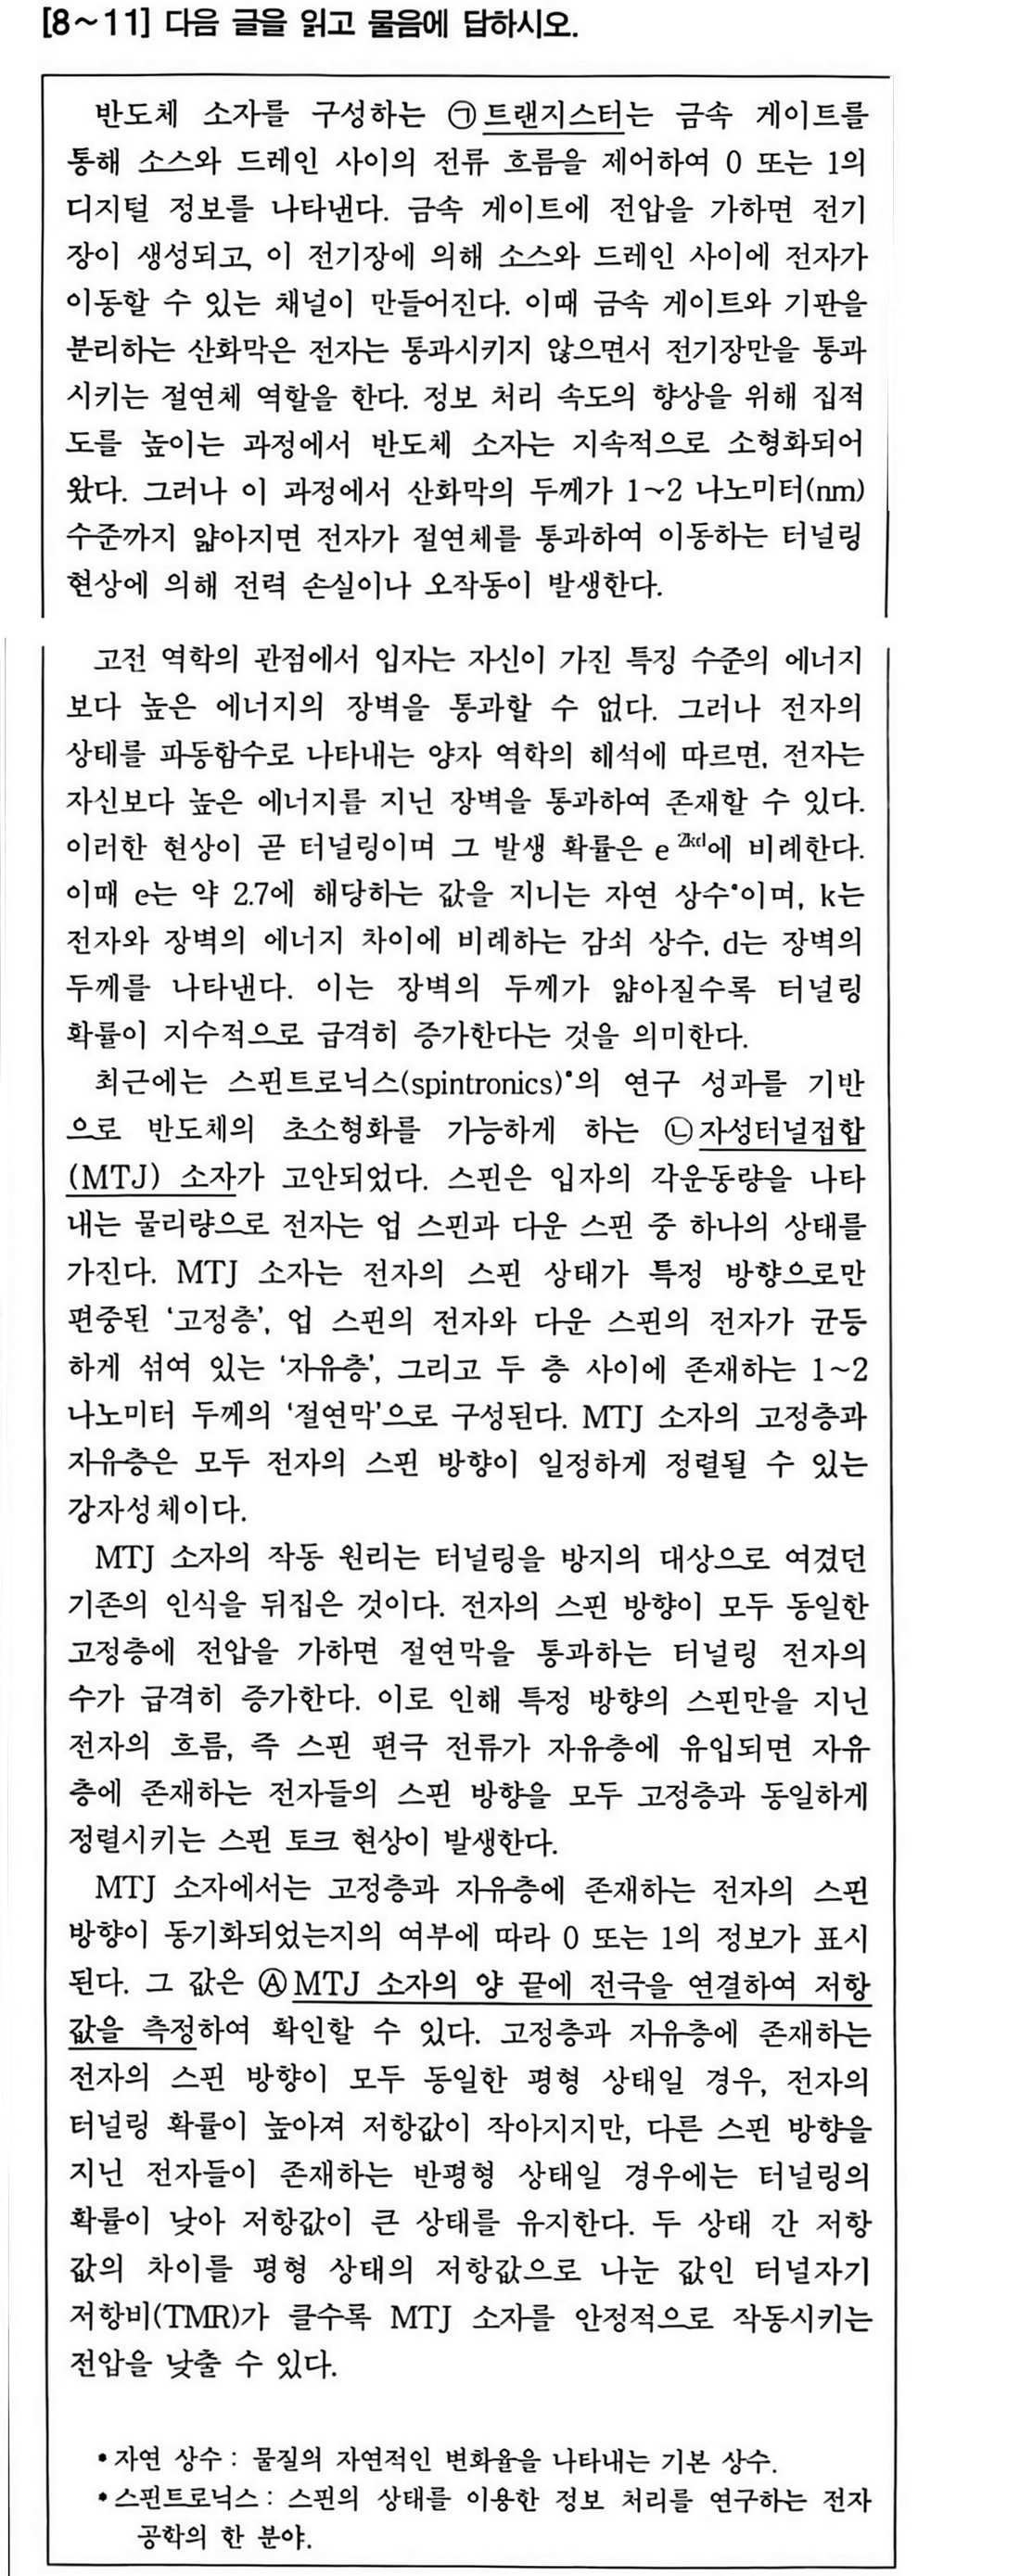 [8~11] 다음 글을 읽고 물음에 답하시오.
반도체 소자를 구성하는 ㉠트랜지스터는 금속 게이트를
통해 소스와 드레인 사이의 전류 흐름을 제어하여 0 또는 1의
디지털 정보를 나타낸다. 금속 게이트에 전압을 가하면 전기
장이 생성되고, 이 전기장에 의해 소스와 드레인 사이에 전자가
이동할 수 있는 채널이 만들어진다. 이때 금속 게이트와 기판을
분리하는 산화막은 전자는 통과시키지 않으면서 전기장만을 통과
시키는 절연체 역할을 한다. 정보 처리 속도의 향상을 위해 집적
도를 높이는 과정에서 반도체 소자는 지속적으로 소형화되어
왔다. 그러나 이 과정에서 산화막의 두께가 1~2 나노미터(nm)
수준까지 얇아지면 전자가 절연체를 통과하여 이동하는 터널링
현상에 의해 전력 손실이나 오작동이 발생한다.
고전 역학의 관점에서 입자는 자신이 가진 특정 수준의 에너지
보다 높은 에너지의 장벽을 통과할 수 없다. 그러나 전자의
상태를 파동함수로 나타내는 양자 역학의 해석에 따르면, 전자는
자신보다 높은 에너지를 지닌 장벽을 통과하여 존재할 수 있다.
이러한 현상이 곧 터널링이며 그 발생 확률은 e 2kd에 비례한다.
이때 e는 약 2.7에 해당하는 값을 지니는 자연 상수*이며, k는
전자와 장벽의 에너지 차이에 비례하는 감쇠 상수, d는 장벽의
두께를 나타낸다. 이는 장벽의 두께가 얇아질수록 터널링
확률이 지수적으로 급격히 증가한다는 것을 의미한다.
최근에는 스핀트로닉스(spintronics)*의 연구 성과를 기반
으로 반도체의 초소형화를 가능하게 하는 ㉡자성터널접합
(MTJ) 소자가 고안되었다. 스핀은 입자의 각운동량을 나타
내는 물리량으로 전자는 업 스핀과 다운 스핀 중 하나의 상태를
가진다. MTJ 소자는 전자의 스핀 상태가 특정 방향으로만
편중된 ‘고정층’, 업 스핀의 전자와 다운 스핀의 전자가 균등
하게 섞여 있는 ‘자유층’, 그리고 두 층 사이에 존재하는 1~2
나노미터 두께의 ‘절연막’으로 구성된다. MTJ 소자의 고정층과
자유층은 모두 전자의 스핀 방향이 일정하게 정렬될 수 있는
강자성체이다.
MTJ 소자의 작동 원리는 터널링을 방지의 대상으로 여겼던
기존의 인식을 뒤집은 것이다. 전자의 스핀 방향이 모두 동일한
고정층에 전압을 가하면 절연막을 통과하는 터널링 전자의
수가 급격히 증가한다. 이로 인해 특정 방향의 스핀만을 지닌
전자의 흐름, 즉 스핀 편극 전류가 자유층에 유입되면 자유
층에 존재하는 전자들의 스핀 방향을 모두 고정층과 동일하게
정렬시키는 스핀 토크 현상이 발생한다.
MTJ 소자에서는 고정층과 자유층에 존재하는 전자의 스핀
방향이 동기화되었는지의 여부에 따라 0 또는 1의 정보가 표시
된다. 그 값은 ⒶMTJ 소자의 양 끝에 전극을 연결하여 저항
값을 측정하여 확인할 수 있다. 고정층과 자유층에 존재하는
전자의 스핀 방향이 모두 동일한 평형 상태일 경우, 전자의
터널링 확률이 높아져 저항값이 작아지지만, 다른 스핀 방향을
지닌 전자들이 존재하는 반평형 상태일 경우에는 터널링의
확률이 낮아 저항값이 큰 상태를 유지한다. 두 상태 간 저항
값의 차이를 평형 상태의 저항값으로 나눈 값인 터널자기
저항비(TMR)가 클수록 MTJ 소자를 안정적으로 작동시키는
전압을 낮출 수 있다.
* 자연 상수 : 물질의 자연적인 변화율을 나타내는 기본 상수.
* 스핀트로닉스 : 스핀의 상태를 이용한 정보 처리를 연구하는 전자
공학의 한 분야.